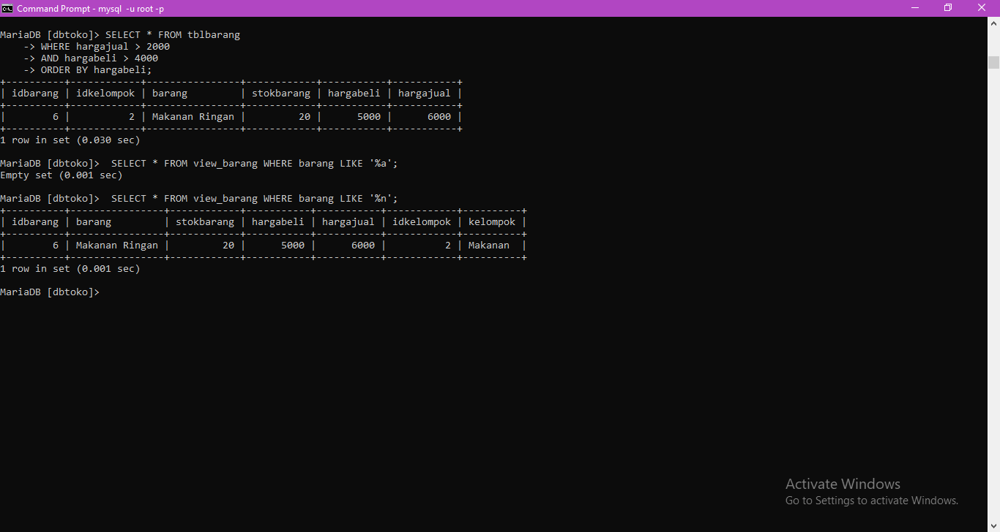 Command Prompt - mysql -u root -p
MariaDB [dbtoko]> SELECT * FROM tblbarang
    -> WHERE hargajual > 2000
    -> AND hargabeli > 4000
    -> ORDER BY hargabeli;
+----------+------------+----------------+------------+-----------+-----------+
| idbarang | idkelompok | barang         | stokbarang | hargabeli | hargajual |
+----------+------------+----------------+------------+-----------+-----------+
|        6 |          2 | Makanan Ringan |         20 |      5000 |      6000 |
+----------+------------+----------------+------------+-----------+-----------+
1 row in set (0.030 sec)
MariaDB [dbtoko]>  SELECT * FROM view_barang WHERE barang LIKE '%a';
Empty set (0.001 sec)
MariaDB [dbtoko]>  SELECT * FROM view_barang WHERE barang LIKE '%n';
+----------+----------------+------------+-----------+-----------+------------+----------+
| idbarang | barang         | stokbarang | hargabeli | hargajual | idkelompok | kelompok |
+----------+----------------+------------+-----------+-----------+------------+----------+
|        6 | Makanan Ringan |         20 |      5000 |      6000 |          2 | Makanan  |
+----------+----------------+------------+-----------+-----------+------------+----------+
1 row in set (0.001 sec)
MariaDB [dbtoko]>
Activate Windows
Go to Settings to activate Windows.